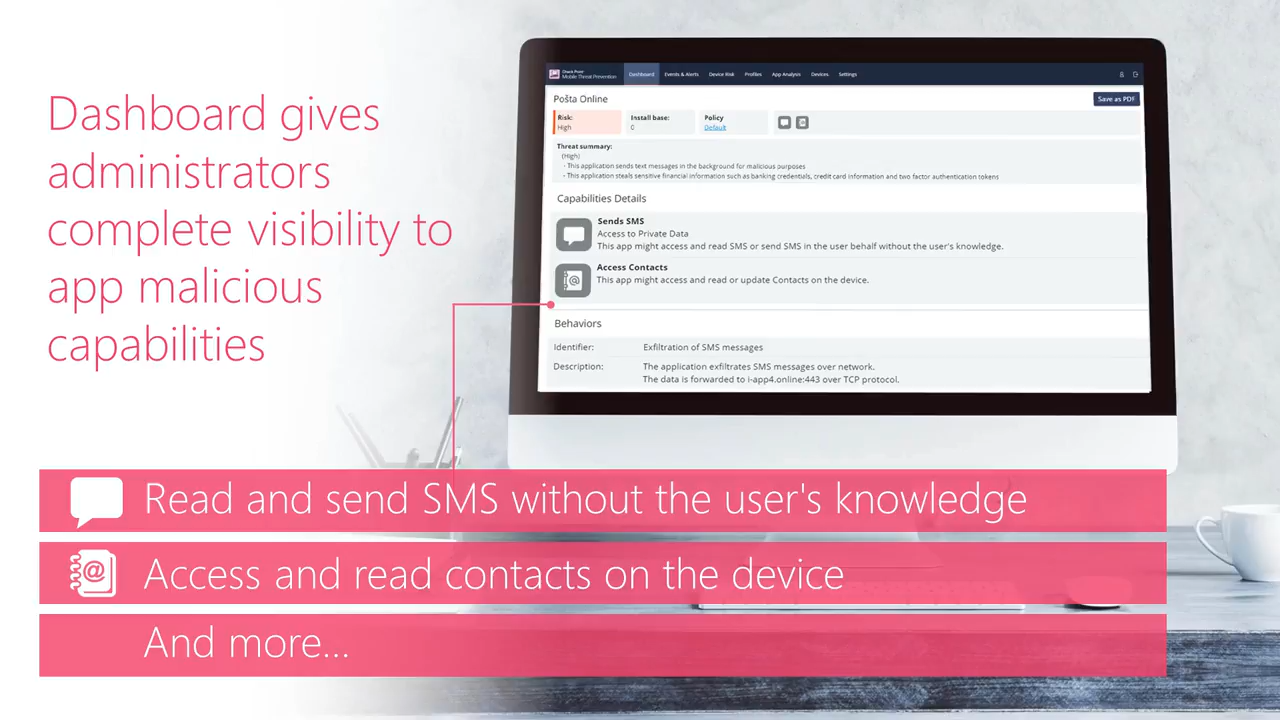 Dashboard gives
administrators
complete visibility to
app malicious
capabilities
Check Point
Mobile Threat Prevention
Dashboard
Events & Alerts
Device Risk
Profiles
App Analysis
Devices
Settings
Pošta Online
Save as PDF
Risk:
High
Install base:
0
Policy
Default
Threat summary:
(High)
- This application sends text messages in the background for malicious purposes
- This application steals sensitive financial information such as banking credentials, credit card information and two factor authentication tokens
Capabilities Details
Sends SMS
Access to Private Data
This app might access and read SMS or send SMS in the user behalf without the user's knowledge.
Access Contacts
This app might access and read or update Contacts on the device.
Behaviors
Identifier: Exfiltration of SMS messages
Description: The application exfiltrates SMS messages over network.
The data is forwarded to i-app4.online:443 over TCP protocol.
Read and send SMS without the user's knowledge
@ Access and read contacts on the device
And more...